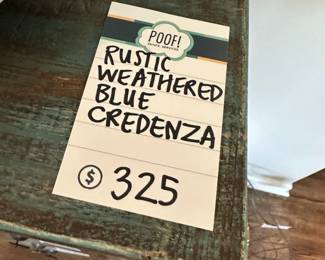 POOF!
RUSTIC
WEATHERED
BLUE
CREDENZA
$ 325